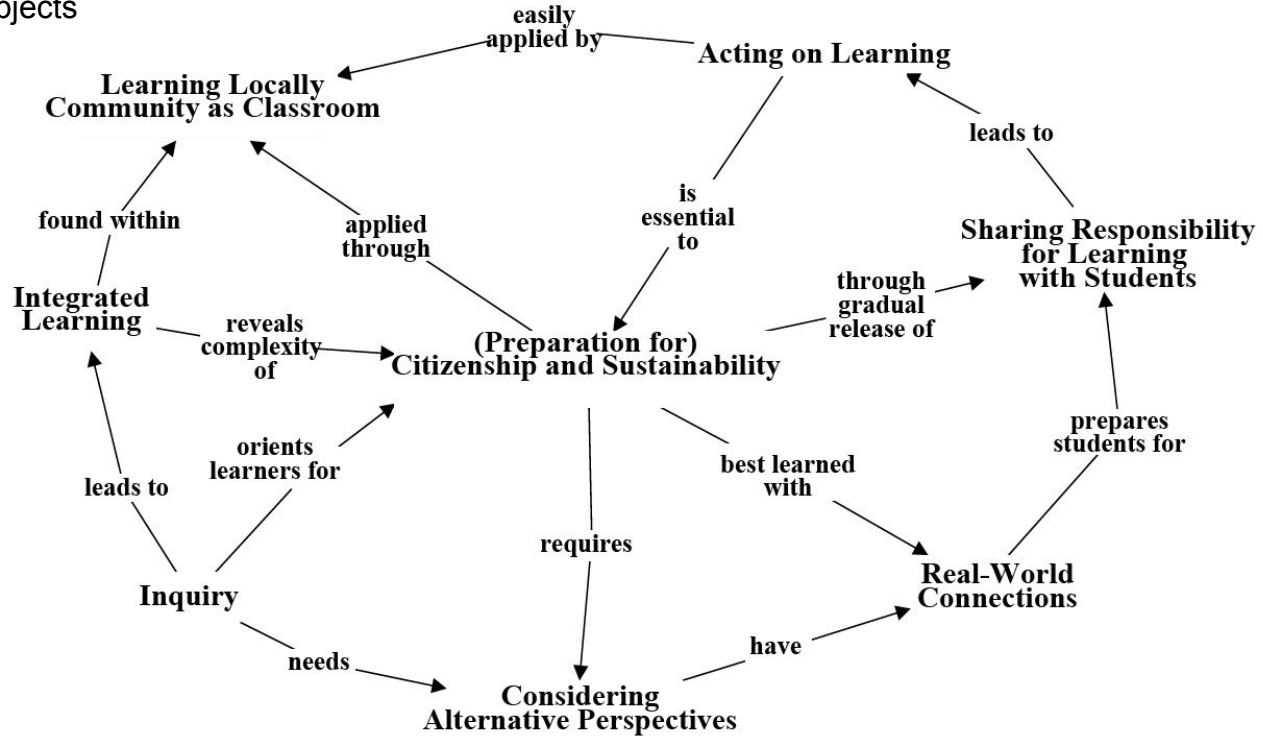 bjects
easily
applied by
Acting on Learning
Learning Locally
Community as Classroom
leads to
is
essential
to
found within
applied
through
Sharing Responsibility
for Learning
with Students
through
gradual
release of
Integrated
Learning
reveals
complexity
of
(Preparation for)
Citizenship and Sustainability
orients
learners for
prepares
students for
best learned
with
leads to
requires
Real-World
Connections
Inquiry
have
needs
Considering
Alternative Perspectives